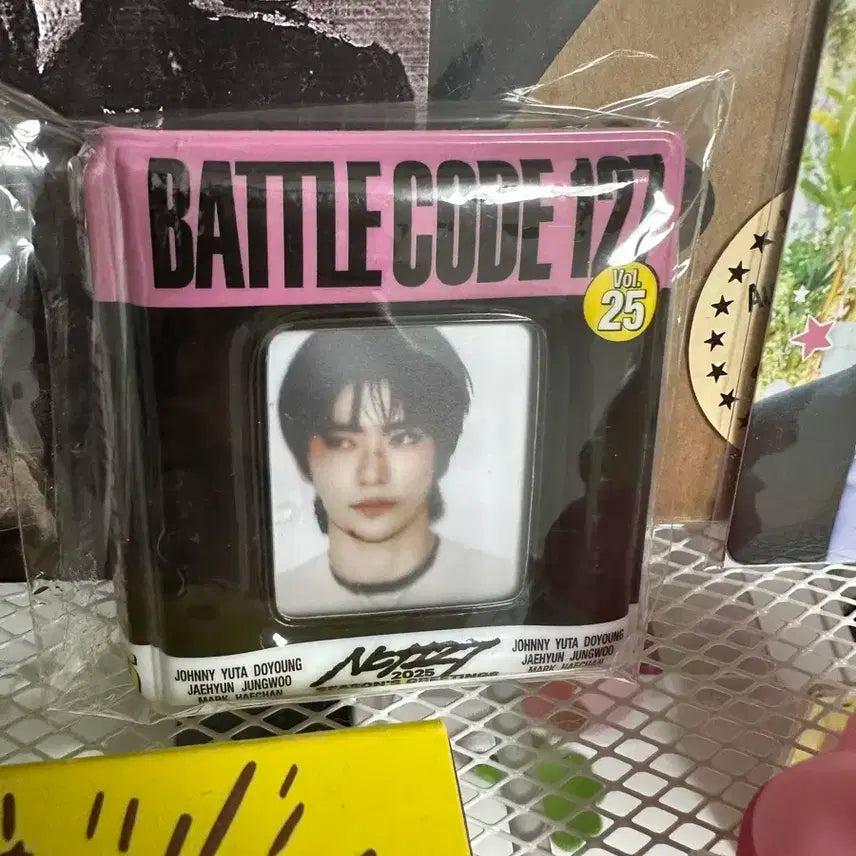 BATTLE CODE 127
Vol.
25
NCT127
2025
SEASON'S GREETINGS
JOHNNY YUTA DOYOUNG
JAEHYUN JUNGWOO
MARK HAECHAN
JOHNNY YUTA DOYOUNG
JAEHYUN JUNGWOO
MARK HAECHAN